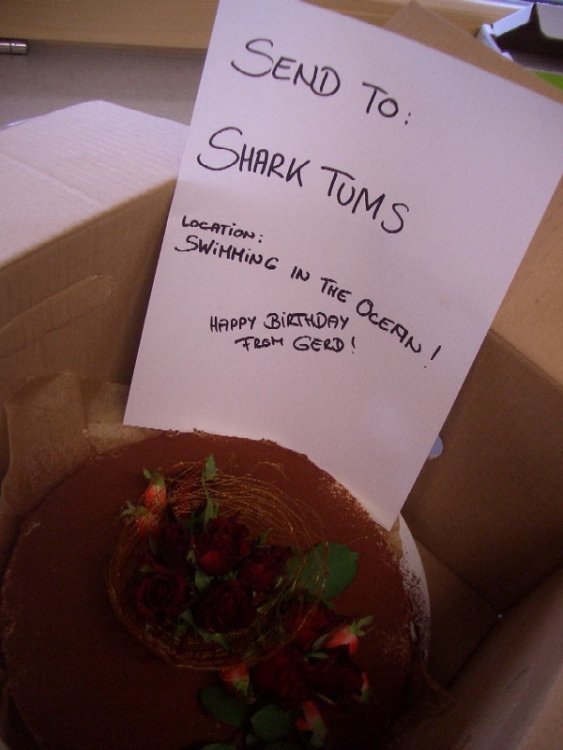 SEND TO:
SHARK TUMS
LOCATION:
SWIMMING IN THE OCEAN!
HAPPY BIRTHDAY
FROM GERD!